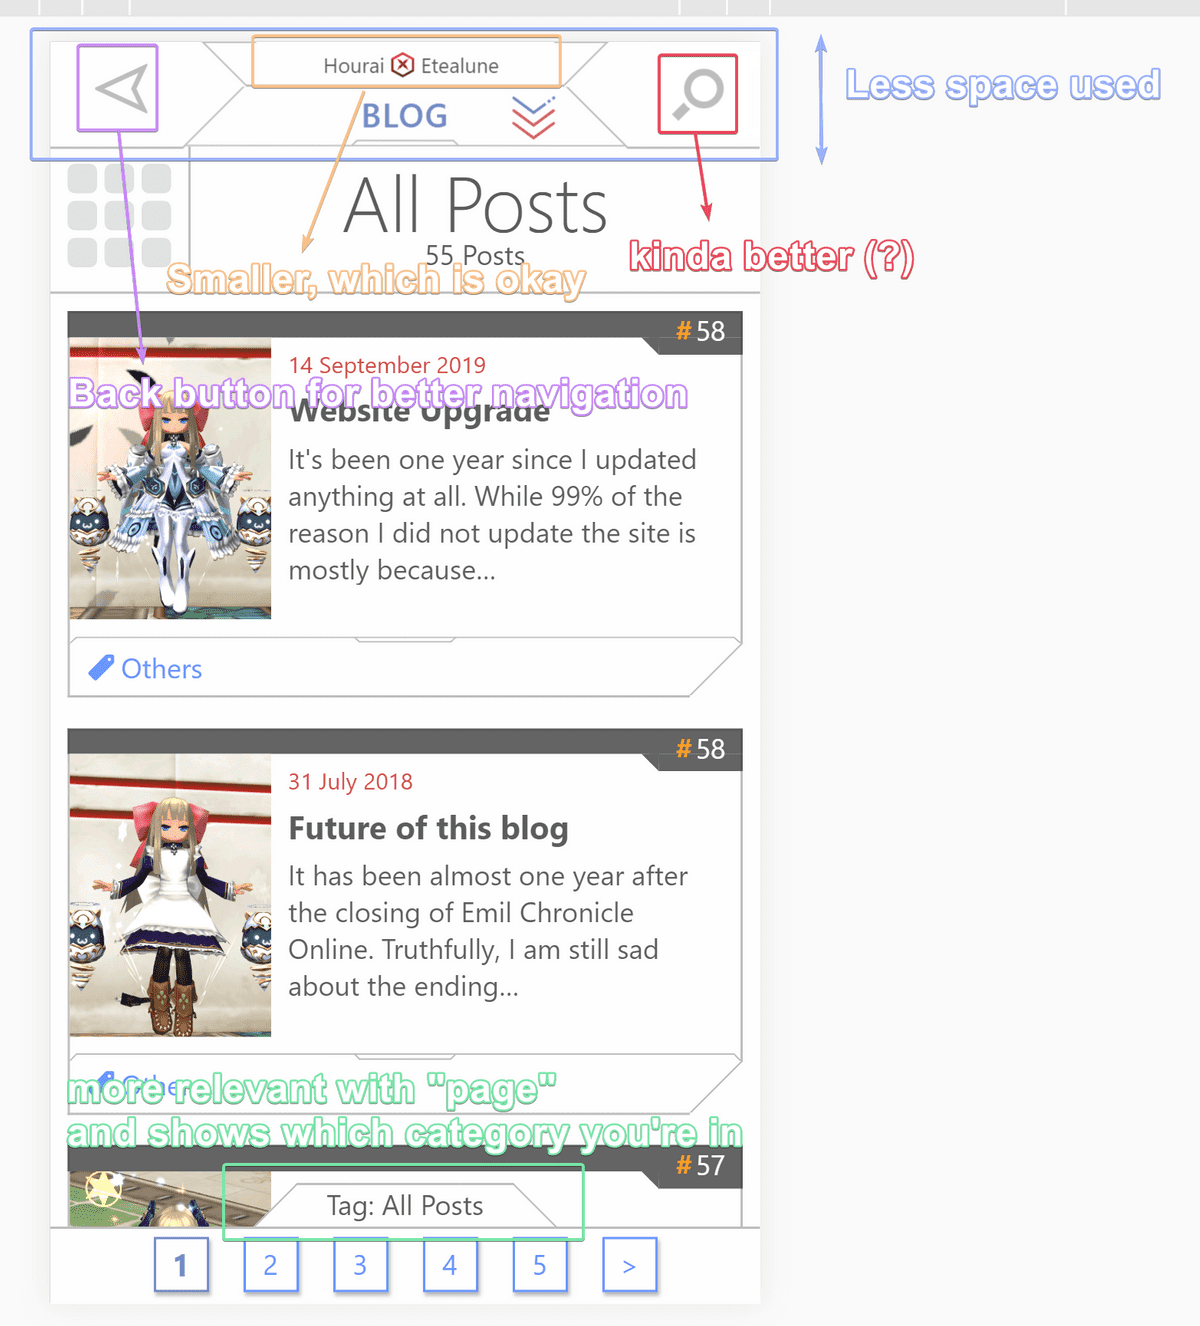 Hourai Etealune
BLOG
Less space used
All Posts
55 Posts
kinda better (?)
Smaller, which is okay
#58
14 September 2019
Back button for better navigation
Website Upgrade
It's been one year since I updated
anything at all. While 99% of the
reason I did not update the site is
mostly because...
Others
#58
31 July 2018
Future of this blog
It has been almost one year after
the closing of Emil Chronicle
Online. Truthfully, I am still sad
about the ending...
Others
more relevant with "page"
and shows which category you're in
#57
Tag: All Posts
1 2 3 4 5 >